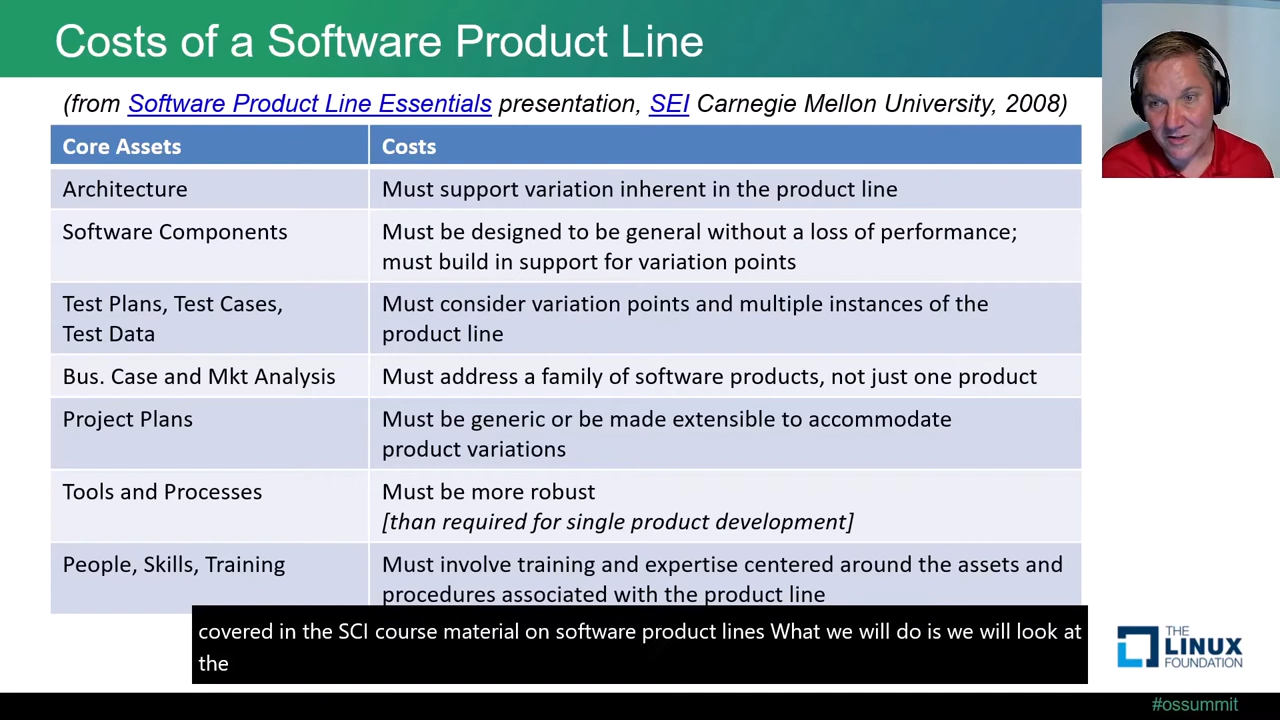 Costs of a Software Product Line
(from Software Product Line Essentials presentation, SEI Carnegie Mellon University, 2008)
Core Assets
Costs
Architecture
Must support variation inherent in the product line
Software Components
Must be designed to be general without a loss of performance;
must build in support for variation points
Test Plans, Test Cases,
Test Data
Must consider variation points and multiple instances of the
product line
Bus. Case and Mkt Analysis
Must address a family of software products, not just one product
Project Plans
Must be generic or be made extensible to accommodate
product variations
Tools and Processes
Must be more robust
[than required for single product development]
People, Skills, Training
Must involve training and expertise centered around the assets and
procedures associated with the product line
covered in the SCI course material on software product lines What we will do is we will look at
the
THE
LINUX
FOUNDATION
#ossummit